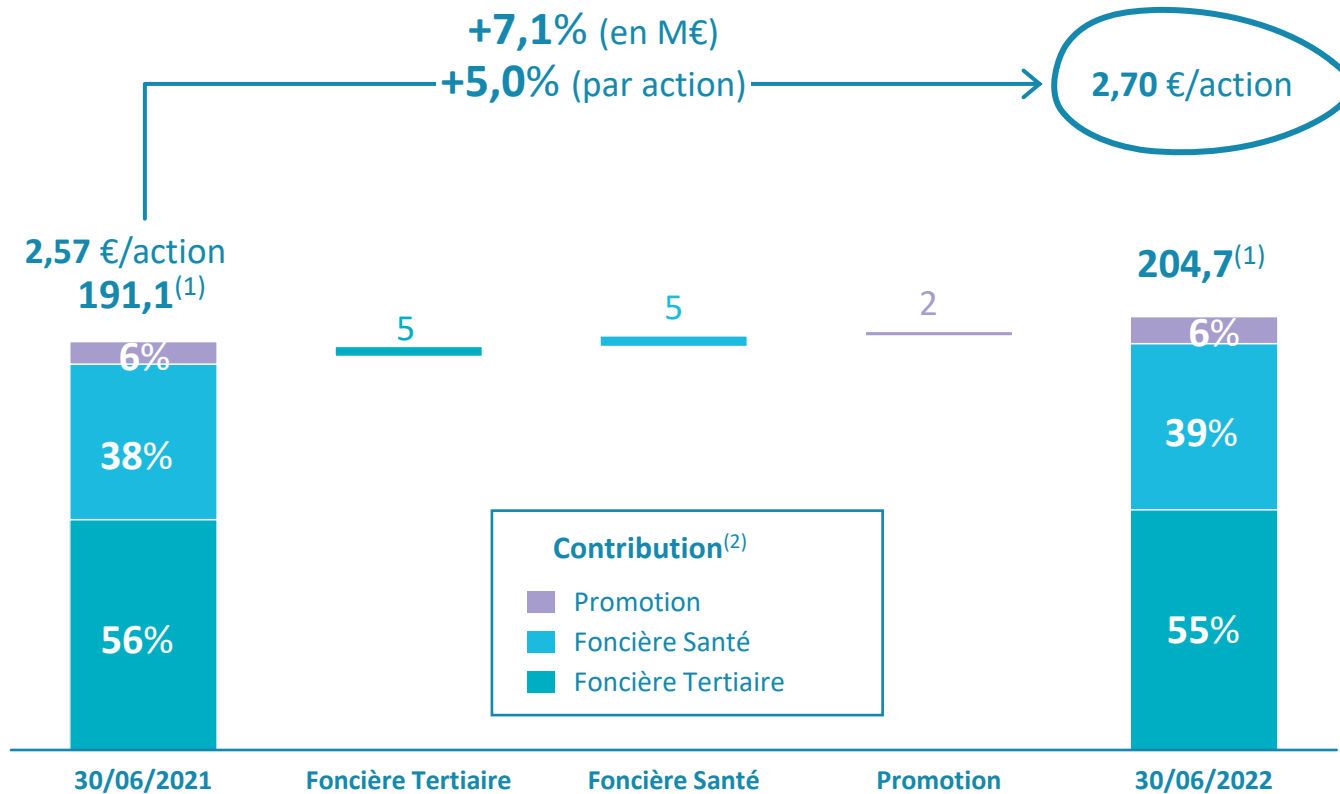 +7,1% (en M€)
+5,0% (par action)
2,70 €/action
2,57 €/action
191,1(1)
204,7(1)
5
5
2
6%
38%
56%
6%
39%
55%
Contribution(2)
Promotion
Foncière Santé
Foncière Tertiaire
30/06/2021
Foncière Tertiaire
Foncière Santé
Promotion
30/06/2022